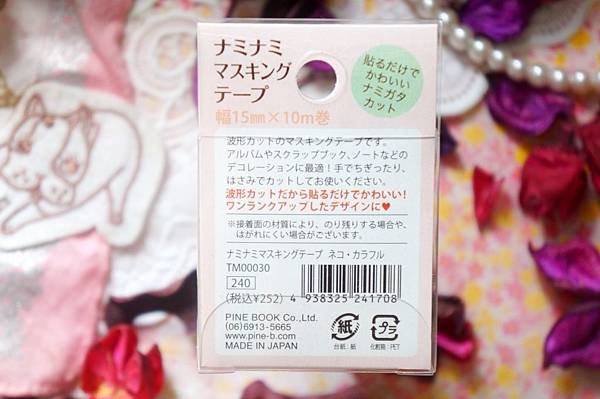 ナミナミ
マスキング
テープ
幅15mm×10m巻
貼るだけで
かわいい
ナミガタ
カット
波形カットのマスキングテープです。
アルバムやスクラップブック、ノートなどの
デコレーションに最適！手でちぎったり、
はさみでカットしてお使いください。
波形カットだから貼るだけでかわいい！
ワンランクアップしたデザインに♥
※接着面の材質により、のり残りする場合や、
はがれにくい場合がございます。
ナミナミマスキングテープ ネコ・カラフル
TM00030
240
(税込¥252)
4 938325 241708
PINE BOOK Co.,Ltd.
(06)6913-5665
www.pine-b.com
MADE IN JAPAN
紙
台紙：紙
プラ
化粧箱：PET